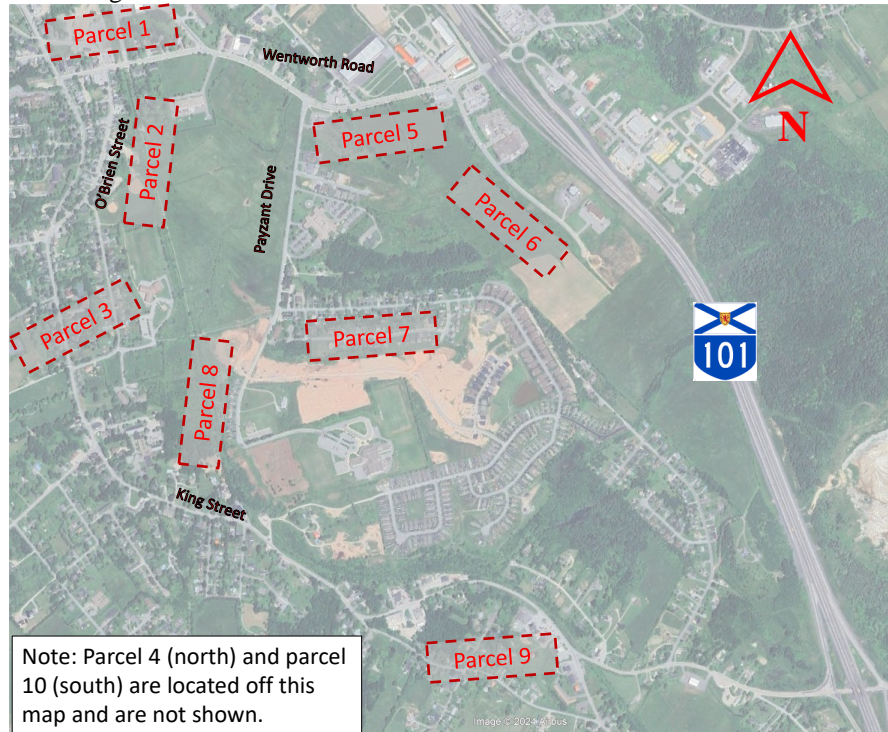 Parcel 1
Wentworth Road
N
Parcel 5
Parcel 2
O'Brien Street
Payzant Drive
Parcel 6
Parcel 3
Parcel 7
101
Parcel 8
King Street
Parcel 9
Note: Parcel 4 (north) and parcel
10 (south) are located off this
map and are not shown.
Image © 2024 Airbus